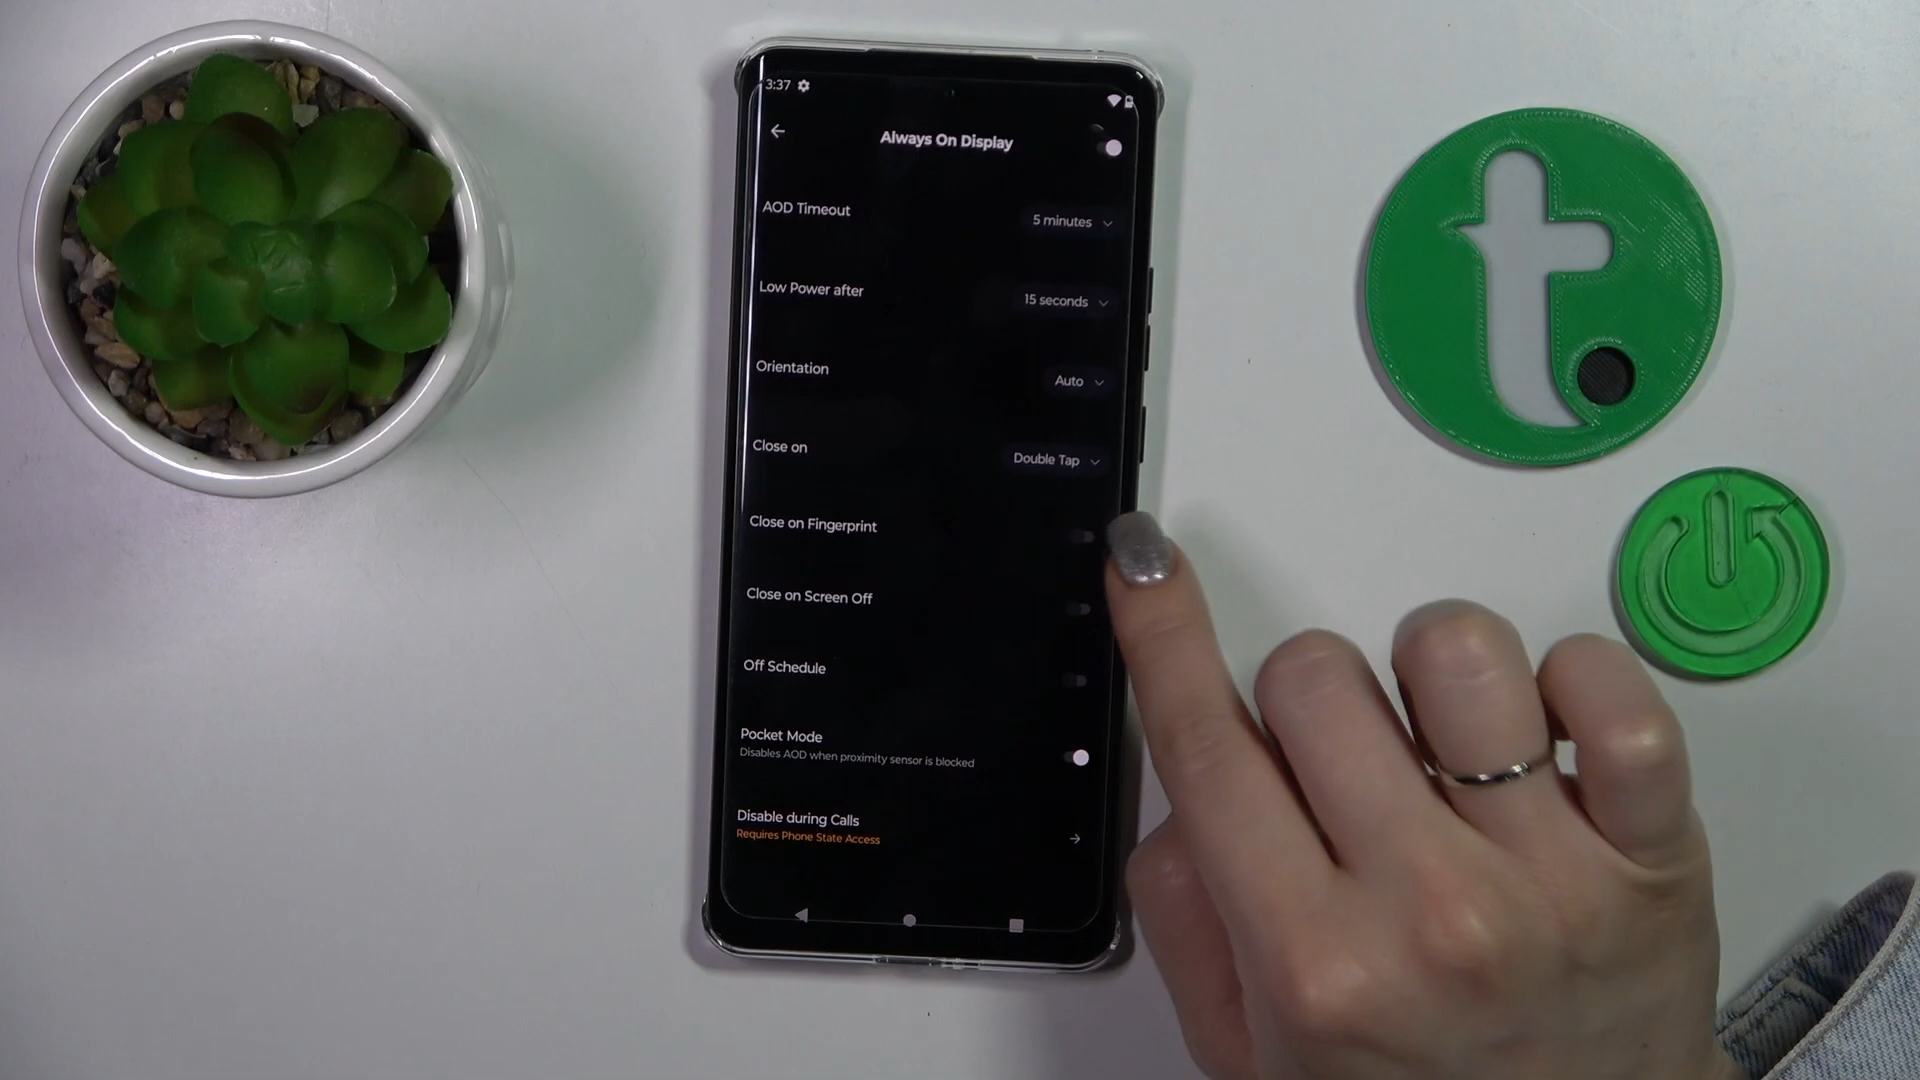 3:37
Always On Display
AOD Timeout
5 minutes
Low Power after
15 seconds
Orientation
Auto
Close on
Double Tap
Close on Fingerprint
Close on Screen Off
Off Schedule
Pocket Mode
Disables AOD when proximity sensor is blocked
Disable during Calls
Requires Phone State Access
t